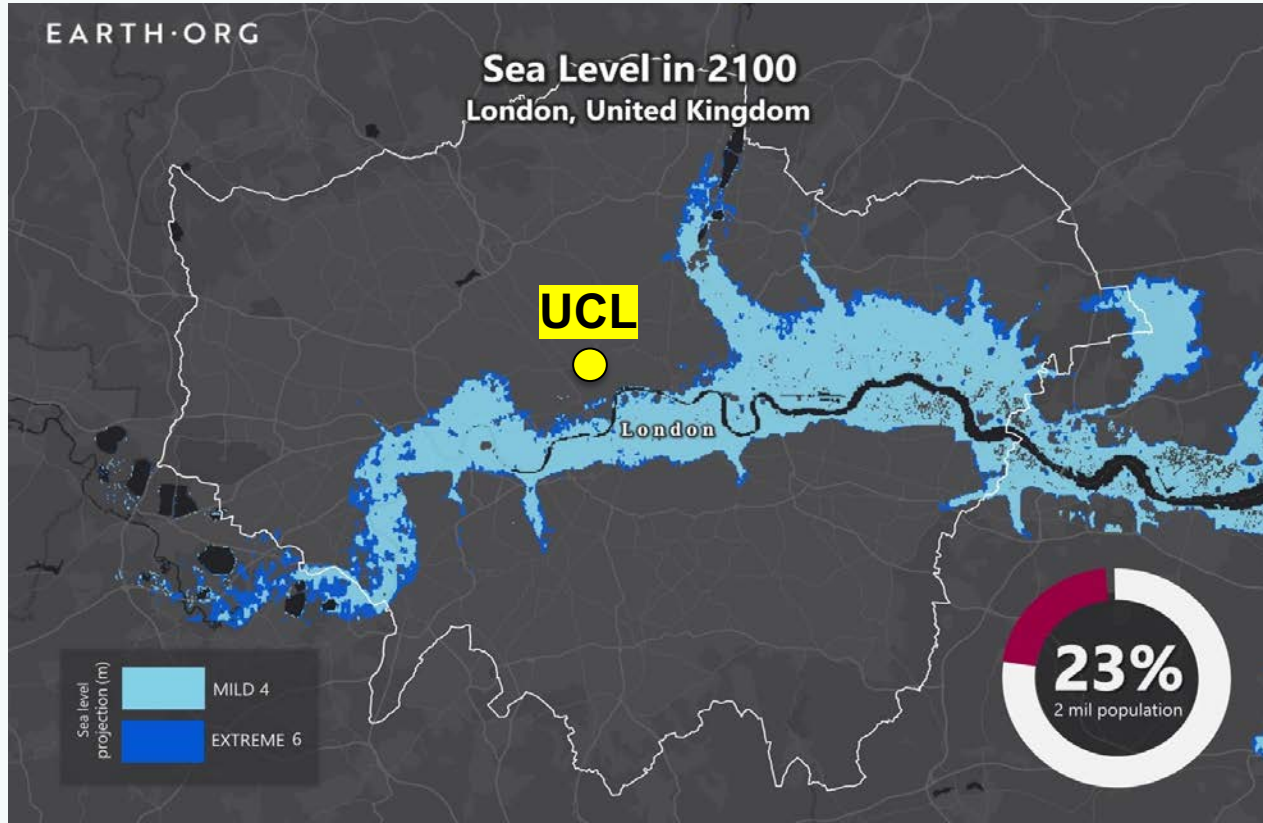 EARTH·ORG
Sea Level in 2100
London, United Kingdom
UCL
London
Sea level
projection (m)
MILD 4
EXTREME 6
23%
2 mil population